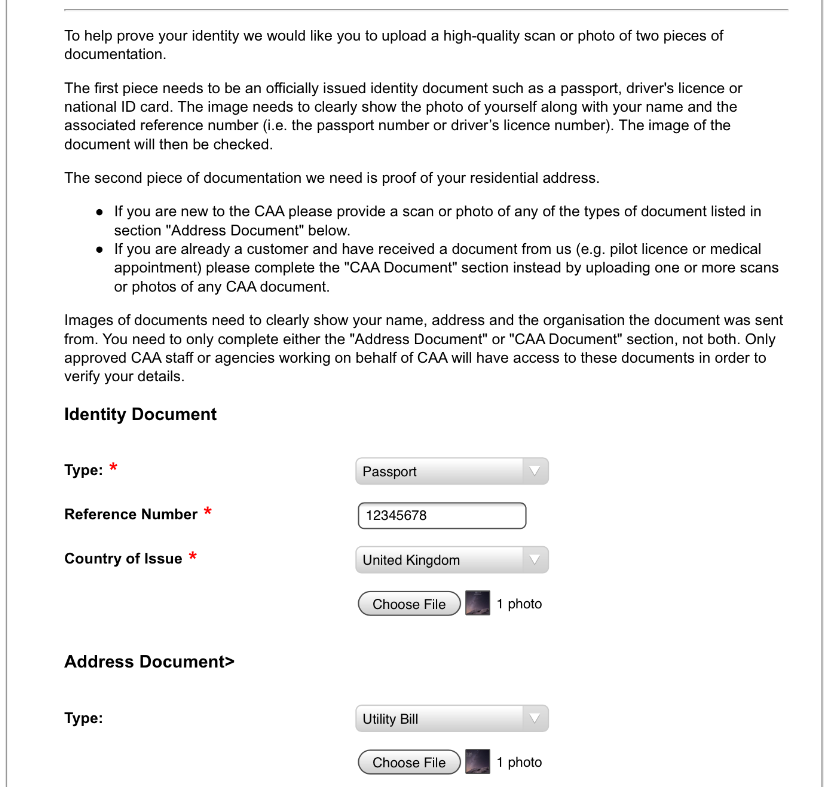 To help prove your identity we would like you to upload a high-quality scan or photo of two pieces of
documentation.
The first piece needs to be an officially issued identity document such as a passport, driver's licence or
national ID card. The image needs to clearly show the photo of yourself along with your name and the
associated reference number (i.e. the passport number or driver’s licence number). The image of the
document will then be checked.
The second piece of documentation we need is proof of your residential address.
● If you are new to the CAA please provide a scan or photo of any of the types of document listed in
section "Address Document" below.
● If you are already a customer and have received a document from us (e.g. pilot licence or medical
appointment) please complete the "CAA Document" section instead by uploading one or more scans
or photos of any CAA document.
Images of documents need to clearly show your name, address and the organisation the document was sent
from. You need to only complete either the "Address Document" or "CAA Document" section, not both. Only
approved CAA staff or agencies working on behalf of CAA will have access to these documents in order to
verify your details.
Identity Document
Type: * Passport
Reference Number * 12345678
Country of Issue * United Kingdom
Choose File 1 photo
Address Document>
Type: Utility Bill
Choose File 1 photo